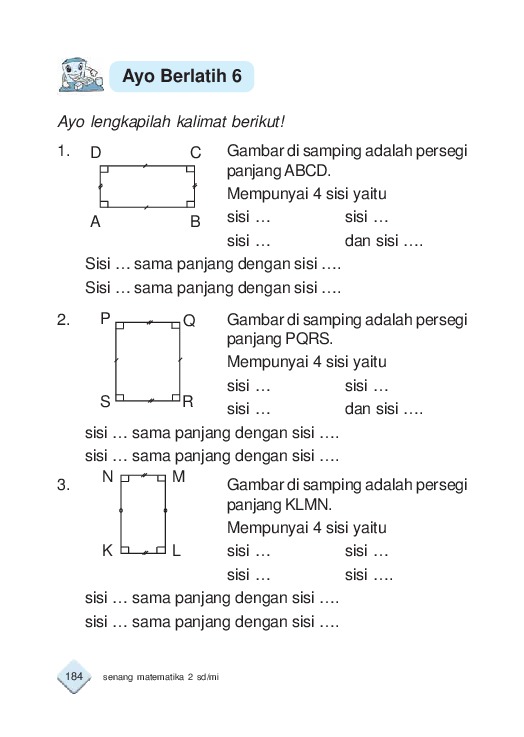 Ayo Berlatih 6
Ayo lengkapilah kalimat berikut!
1. D C Gambar di samping adalah persegi
panjang ABCD.
Mempunyai 4 sisi yaitu
A B sisi … sisi …
sisi … dan sisi ….
Sisi … sama panjang dengan sisi ….
Sisi … sama panjang dengan sisi ….
2. P Q Gambar di samping adalah persegi
panjang PQRS.
Mempunyai 4 sisi yaitu
sisi … sisi …
S R sisi … dan sisi ….
sisi … sama panjang dengan sisi ….
sisi … sama panjang dengan sisi ….
3. N M Gambar di samping adalah persegi
panjang KLMN.
Mempunyai 4 sisi yaitu
K L sisi … sisi …
sisi … sisi ….
sisi … sama panjang dengan sisi ….
sisi … sama panjang dengan sisi ….
184 senang matematika 2 sd/mi